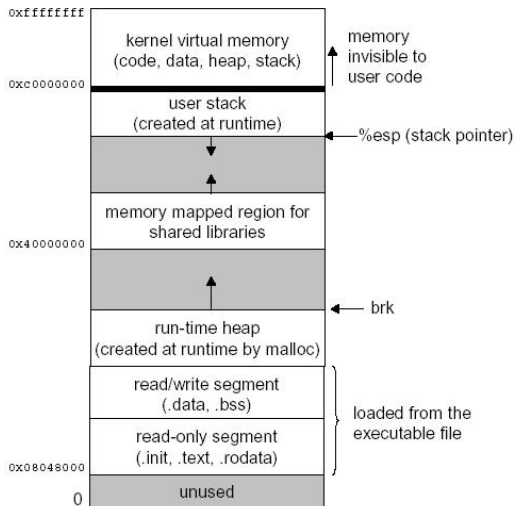 0xffffffff
kernel virtual memory
(code, data, heap, stack)
memory
invisible to
user code
0xc0000000
user stack
(created at runtime)
%esp (stack pointer)
memory mapped region for
shared libraries
0x40000000
brk
run-time heap
(created at runtime by malloc)
read/write segment
(.data, .bss)
loaded from the
executable file
read-only segment
(.init, .text, .rodata)
0x08048000
unused
0